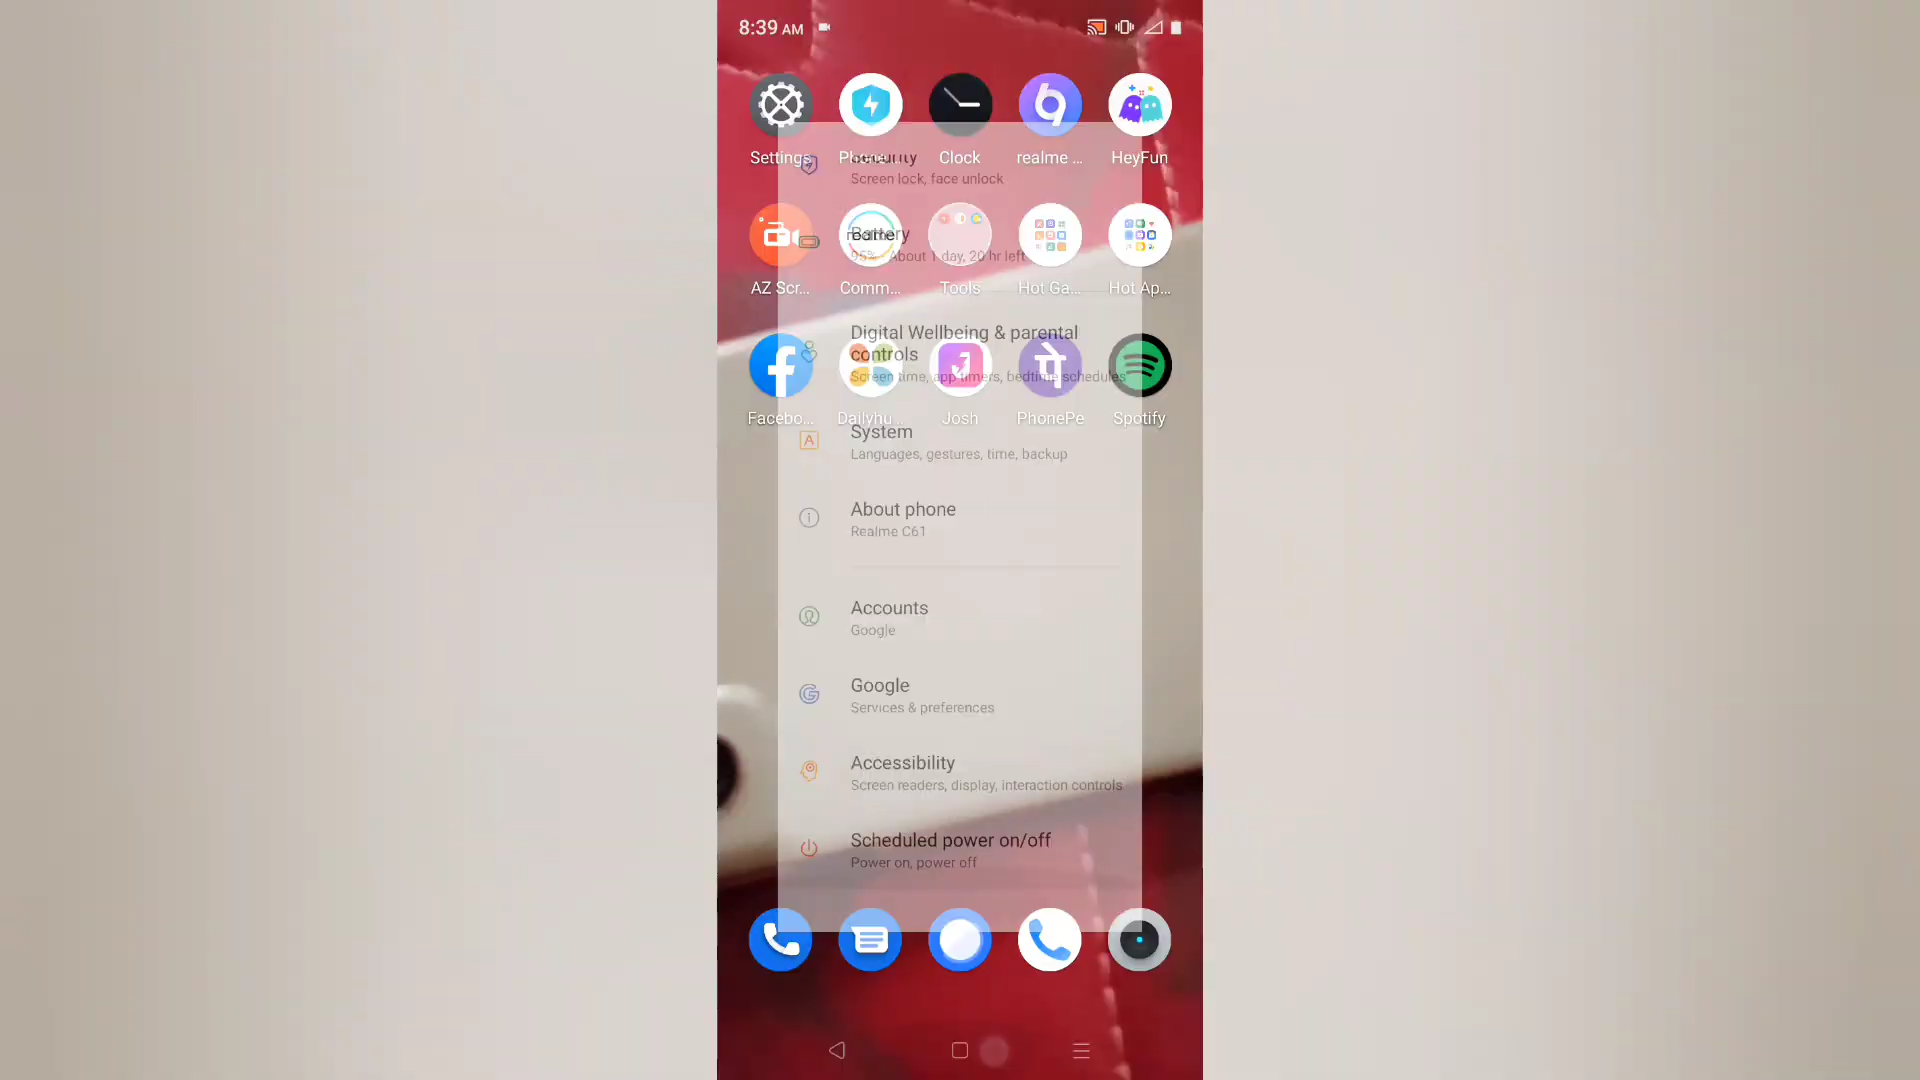 8:39 AM
Settings
Clock
realme ...
HeyFun
Screen lock, face unlock
Battery
95% - About 1 day, 20 hr left
AZ Scr...
Comm...
Tools
Hot Ga...
Hot Ap...
Digital Wellbeing & parental
controls
Screen time, app timers, bedtime schedules
Facebo...
Dailyhu...
Josh
PhonePe
Spotify
System
Languages, gestures, time, backup
About phone
Realme C61
Accounts
Google
Google
Services & preferences
Accessibility
Screen readers, display, interaction controls
Scheduled power on/off
Power on, power off